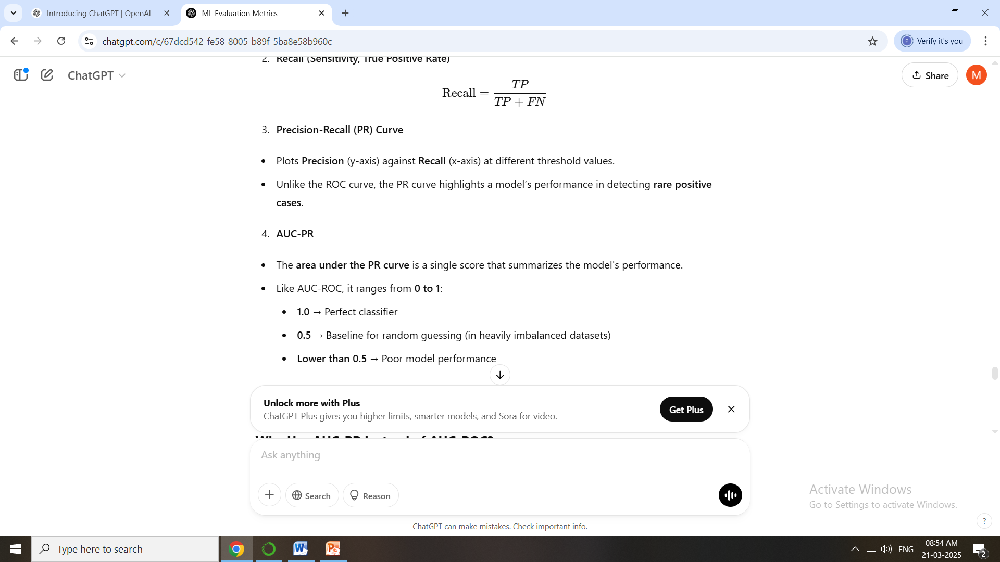 Introducing ChatGPT | OpenAI
ML Evaluation Metrics
chatgpt.com/c/67dcd542-fe58-8005-b89f-5ba8e58b960c
P
Verify it's you
2. Recall (Sensitivity, True Positive Rate)
ChatGPT
Share
M
Recall = TP / TP + FN
3. Precision-Recall (PR) Curve
• Plots Precision (y-axis) against Recall (x-axis) at different threshold values.
• Unlike the ROC curve, the PR curve highlights a model’s performance in detecting rare positive
cases.
4. AUC-PR
• The area under the PR curve is a single score that summarizes the model's performance.
• Like AUC-ROC, it ranges from 0 to 1:
• 1.0 → Perfect classifier
• 0.5 → Baseline for random guessing (in heavily imbalanced datasets)
• Lower than 0.5 → Poor model performance
Unlock more with Plus
ChatGPT Plus gives you higher limits, smarter models, and Sora for video.
Get Plus
Why Use AUC-PR Instead of AUC-ROC?
Ask anything
Search
Reason
Activate Windows
Go to Settings to activate Windows.
?
ChatGPT can make mistakes. Check important info.
Type here to search
W
P
ENG
08:54 AM
21-03-2025
2